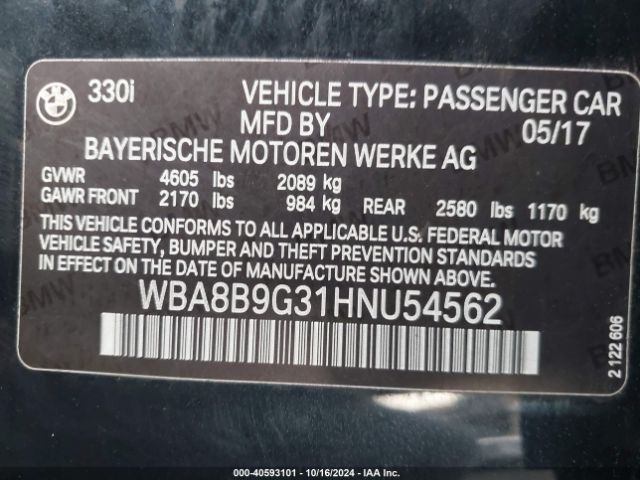 330i VEHICLE TYPE: PASSENGER CAR
MFD BY 05/17
BAYERISCHE MOTOREN WERKE AG
GVWR 4605 lbs 2089 kg
GAWR FRONT 2170 lbs 984 kg REAR 2580 lbs 1170 kg
THIS VEHICLE CONFORMS TO ALL APPLICABLE U.S. FEDERAL MOTOR
VEHICLE SAFETY, BUMPER AND THEFT PREVENTION STANDARDS
IN EFFECT ON THE DATE OF MANUFACTURE SHOWN ABOVE.
WBA8B9G31HNU54562
2 122 606
000-40593101 - 10/16/2024 - IAA Inc.